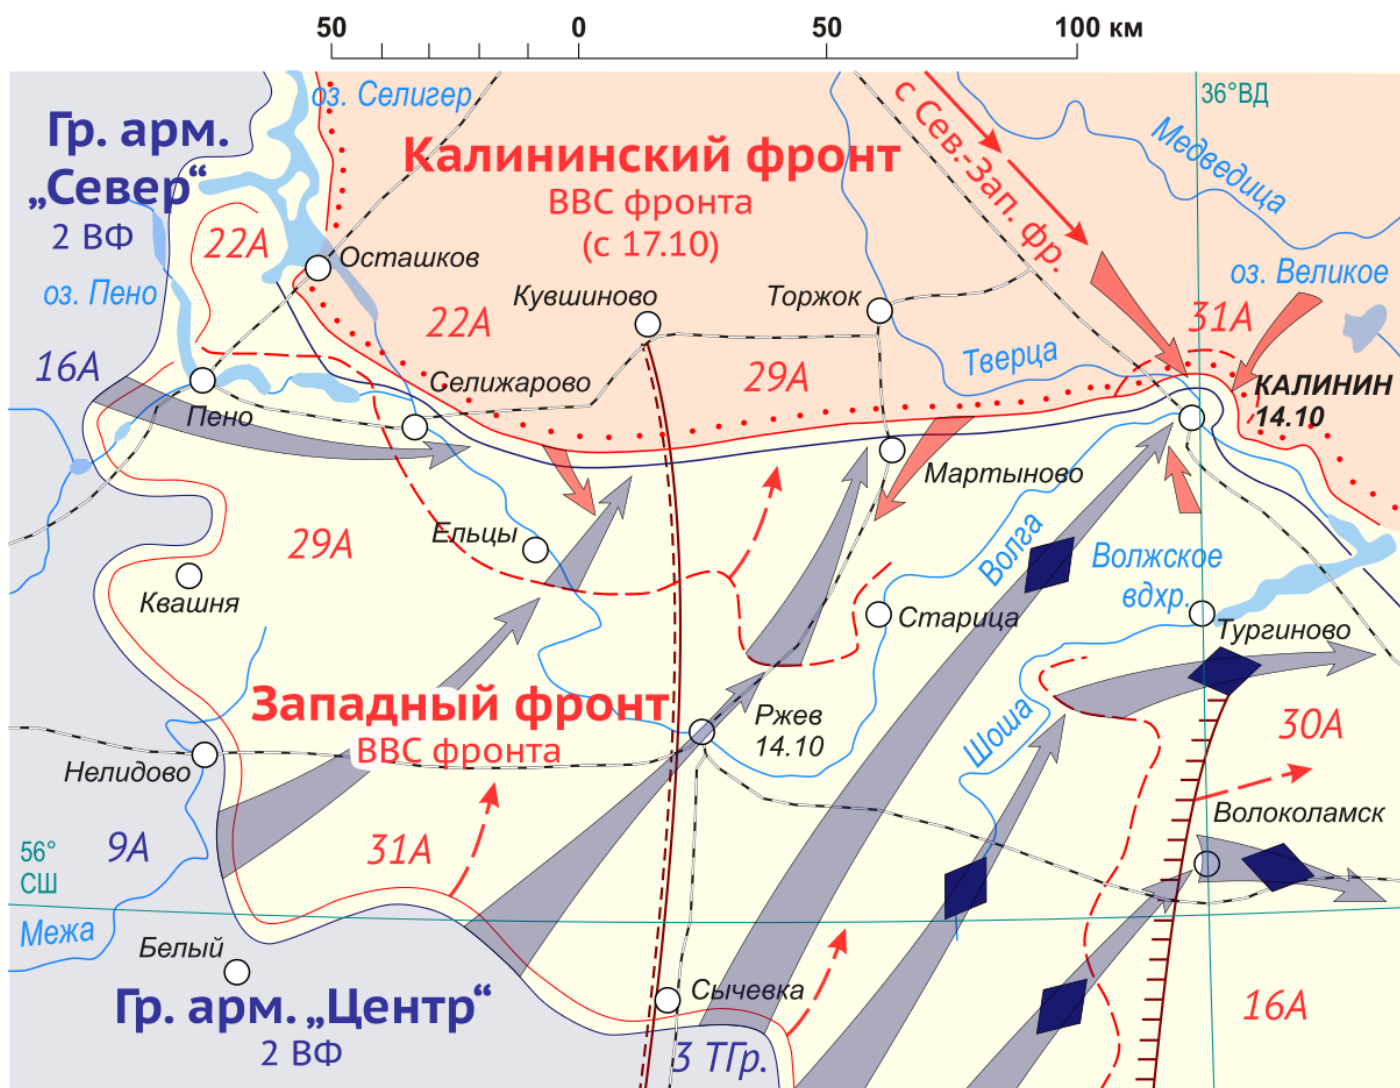 50 0 50 100 км
оз. Селигер
36°ВД
Гр. арм.
„Север“
2 ВФ
Калининский фронт
ВВС фронта
(с 17.10)
с Сев.-Зап. фр.
Медведица
22А
Осташков
оз. Пено
оз. Великое
Кувшиново
Торжок
22А
31А
16А
Селижарово
29А
Тверца
КАЛИНИН
14.10
Пено
Мартыново
29А
Ельцы
Волга
Волжское
вдхр.
Квашня
Старица
Тургиново
Западный фронт
ВВС фронта
Ржев
14.10
Шоша
30А
Нелидово
Волоколамск
9А
31А
56°
СШ
Межа
Белый
Сычевка
Гр. арм. „Центр“
2 ВФ
3 ТГр.
16А